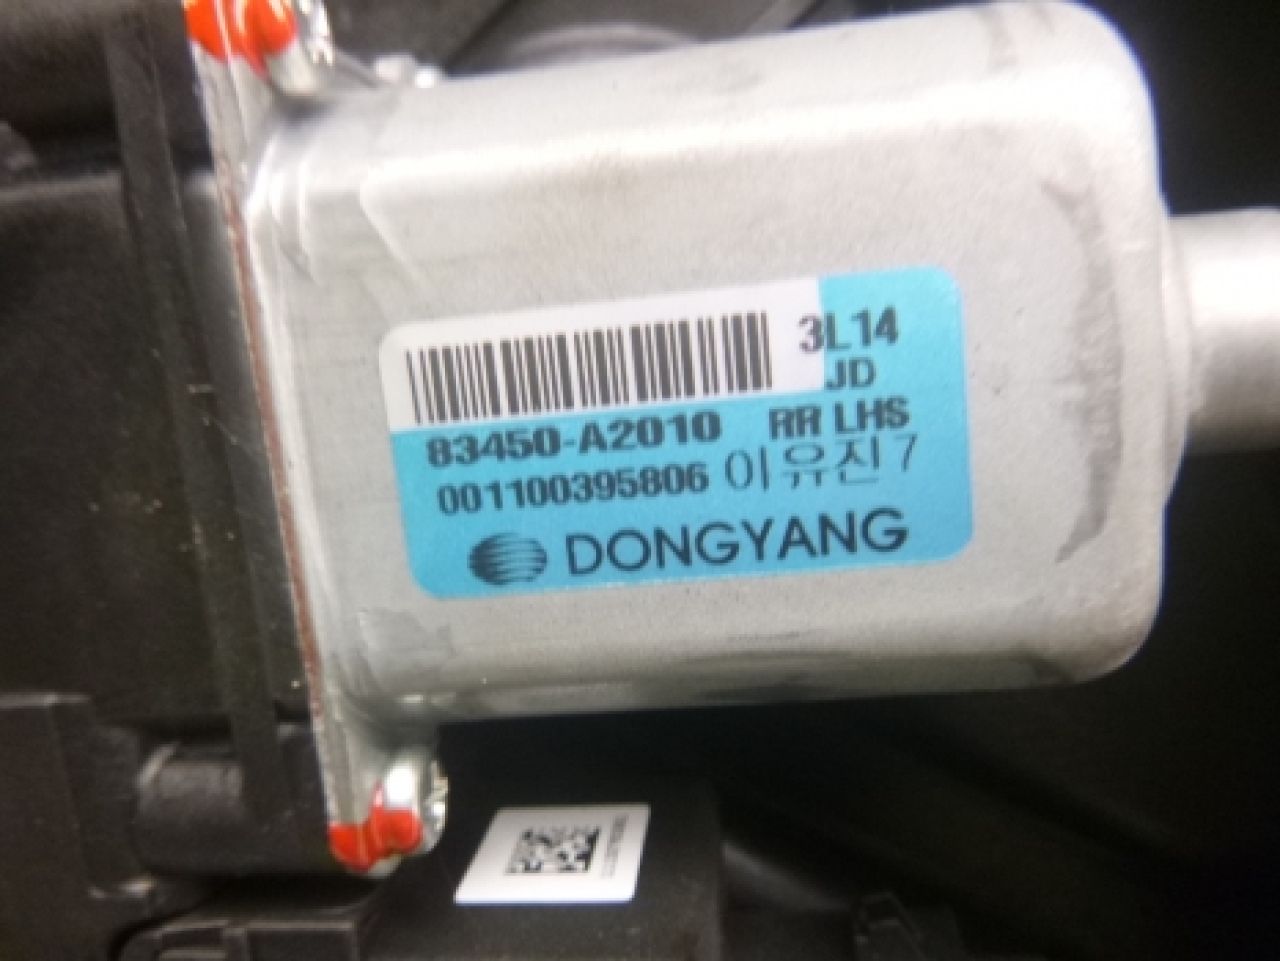 3L14
JD
83450-A2010 RR LHS
001100395806 이유진7
DONGYANG